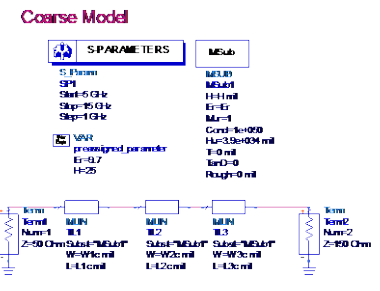 Coarse Model
S-PARAMETERS
MSub
S_Param
SP1
Start=5 GHz
Stop=15 GHz
Step=1 GHz
MSUB
MSub1
H=H mil
Er=Er
Mur=1
Cond=1e+050
Hu=3.9e+034 mil
T=0 mil
TanD=0
Rough=0 mil
Var Eqn
VAR
preassigned_parameter
Er=9.7
H=25
Term
Term1
Num=1
Z=50 Ohm
MLIN
TL1
Subst="MSub1"
W=W1c mil
L=L1c mil
MLIN
TL2
Subst="MSub1"
W=W2c mil
L=L2c mil
MLIN
TL3
Subst="MSub1"
W=W3c mil
L=L3c mil
Term
Term2
Num=2
Z=150 Ohm